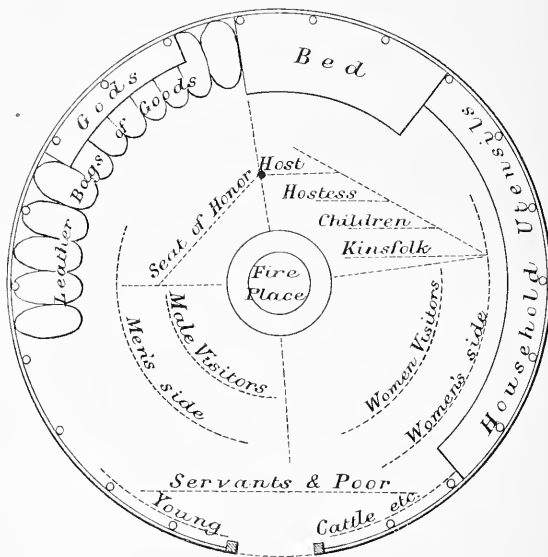 Bed
Gods
Leather Bags of Goods
Household Utensils
Host
Hostess
Children
Kinsfolk
Seat of Honor
Fire
Place
Male Visitors
Men's side
Women Visitors
Women's side
Servants & Poor
Young
Cattle etc.